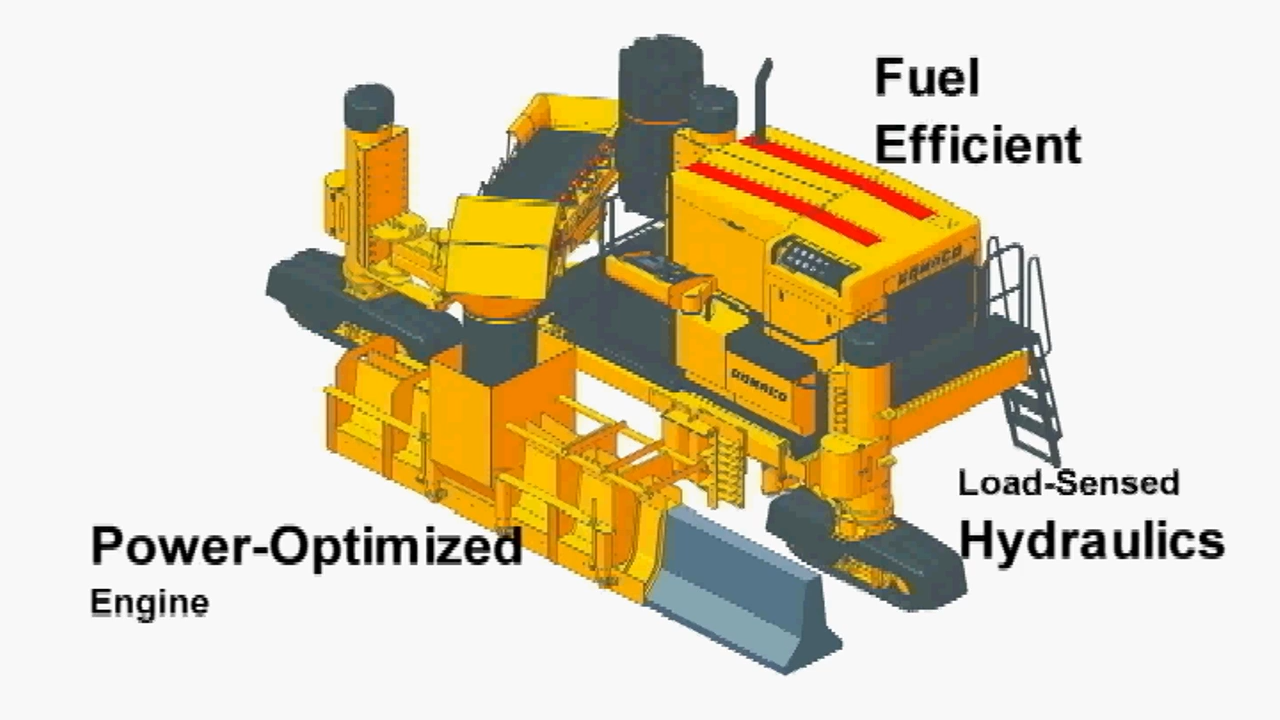 Fuel
Efficient
GOMACO
GOMACO
Load-Sensed
Hydraulics
Power-Optimized
Engine